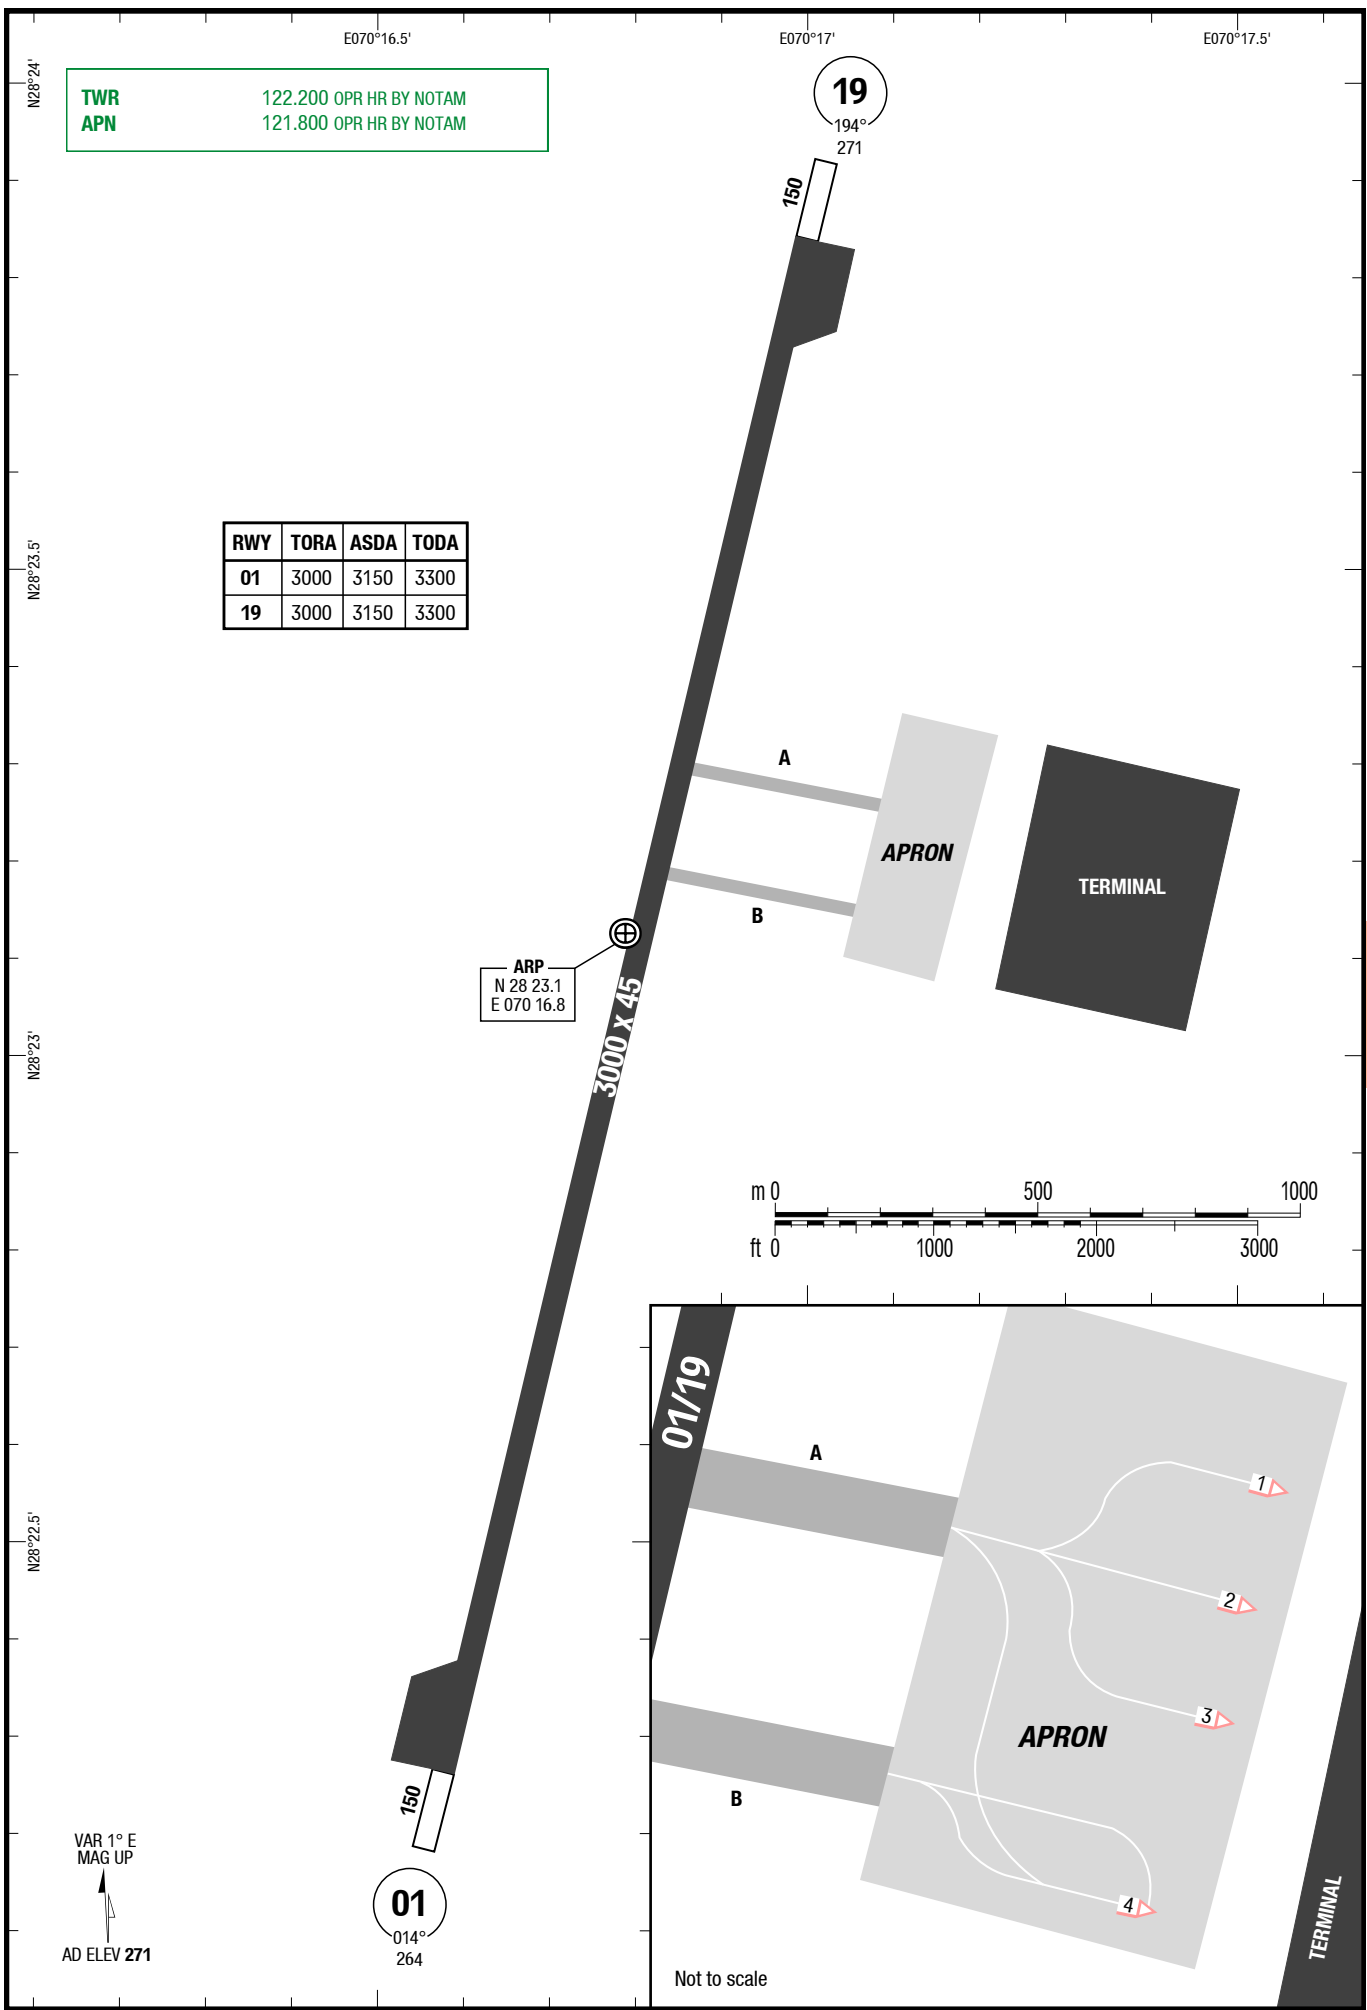 E070°16.5' E070°17' E070°17.5'
N28°24'
TWR 122.200 OPR HR BY NOTAM
APN 121.800 OPR HR BY NOTAM
19
194°
271
150
N28°23.5'
RWY TORA ASDA TODA
01 3000 3150 3300
19 3000 3150 3300
A
APRON
TERMINAL
B
ARP
N 28 23.1
E 070 16.8
3000 x 45
N28°23'
m 0 500 1000
ft 0 1000 2000 3000
01/19
A
1
2
3
APRON
B
4
TERMINAL
Not to scale
N28°22.5'
150
01
014°
264
VAR 1° E
MAG UP
AD ELEV 271